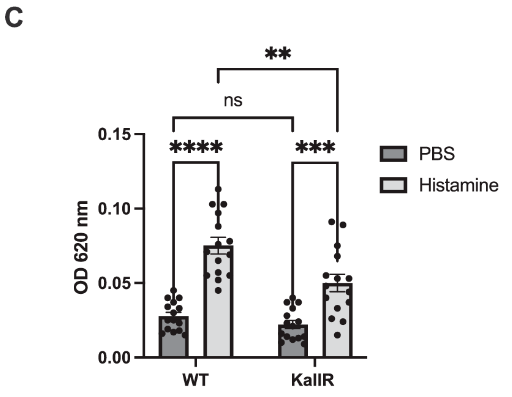 C
**
ns
0.15
**** ***
PBS
Histamine
0.10
0.05
0.00
OD 620 nm
WT KallR